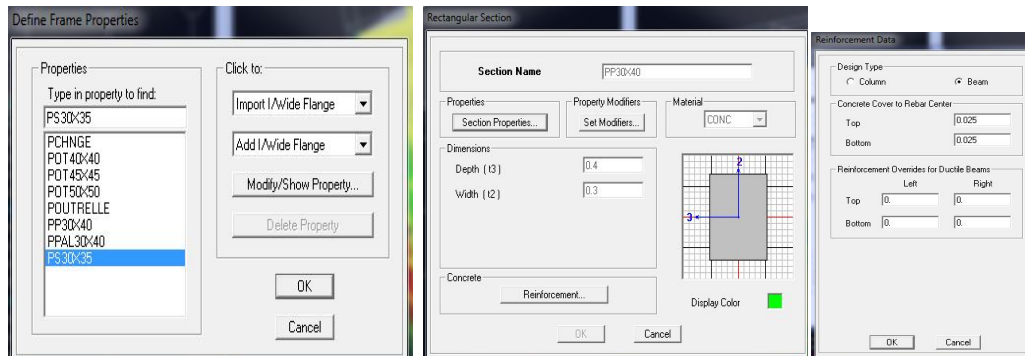 Define Frame Properties
Properties
Type in property to find:
PS30X35
PCHNGE
POT40X40
POT45X45
POT50X50
POUTRELLE
PP30X40
PPAL30X40
PS30X35
Click to:
Import I/Wide Flange
Add I/Wide Flange
Modify/Show Property...
Delete Property
OK
Cancel
Rectangular Section
Section Name PP30X40
Properties
Section Properties...
Property Modifiers
Set Modifiers...
Material
CONC
Dimensions
Depth ( t3 ) 0.4
Width ( t2 ) 0.3
2
3
Concrete
Reinforcement...
Display Color
OK Cancel
Reinforcement Data
Design Type
Column Beam
Concrete Cover to Rebar Center
Top 0.025
Bottom 0.025
Reinforcement Overrides for Ductile Beams
Left Right
Top 0. 0.
Bottom 0. 0.
OK Cancel